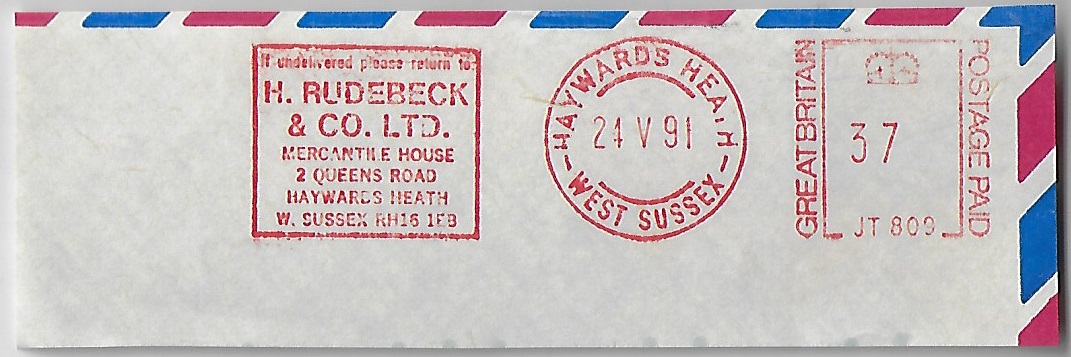 If undelivered please return to
H. RUDEBECK
& CO. LTD.
MERCANTILE HOUSE
2 QUEENS ROAD
HAYWARDS HEATH
W. SUSSEX RH16 1EB
HAYWARDS HEATH
24 V 91
WEST SUSSEX
GREAT BRITAIN
37
JT 809
POSTAGE PAID